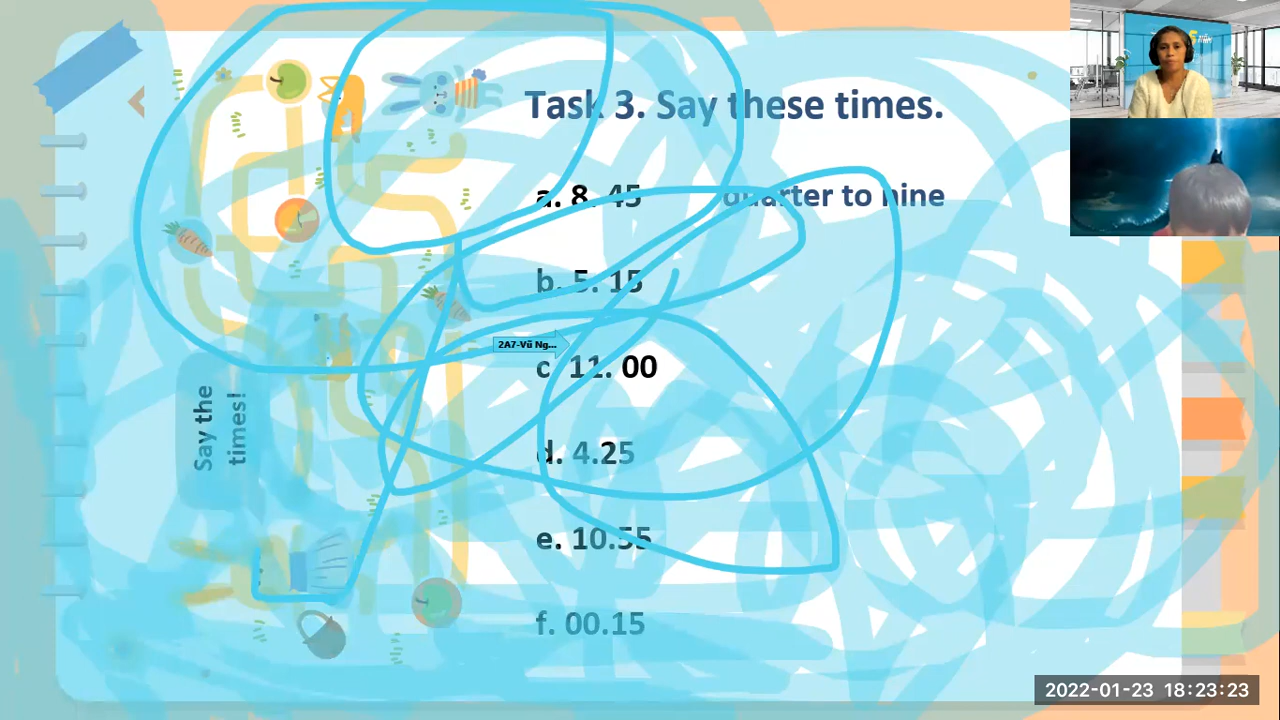 Task 3. Say these times.
a. 8. 45 quarter to nine
b. 5. 15
2A7-Vũ Ng...
c. 11. 00
Say the
times!
d. 4.25
e. 10.55
f. 00.15
2022-01-23 18:23:23